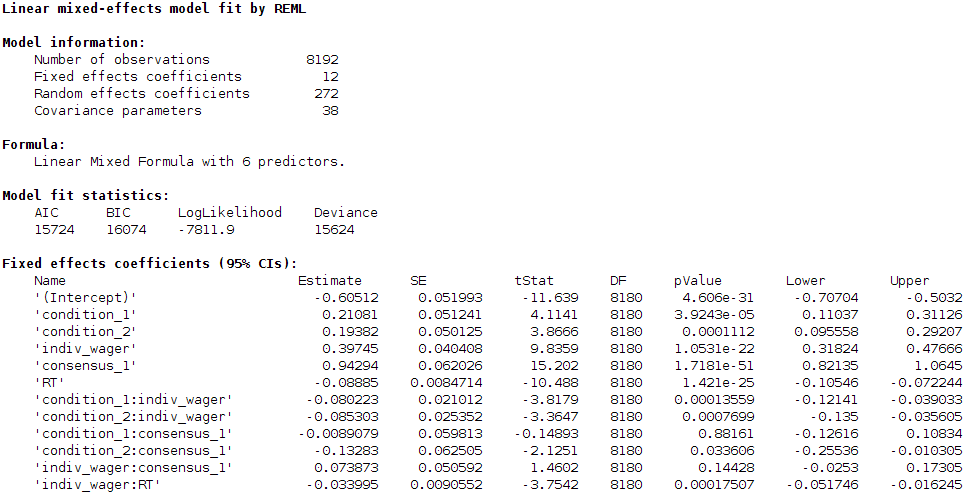 Linear mixed-effects model fit by REML
Model information:
Number of observations 8192
Fixed effects coefficients 12
Random effects coefficients 272
Covariance parameters 38
Formula:
Linear Mixed Formula with 6 predictors.
Model fit statistics:
AIC BIC LogLikelihood Deviance
15724 16074 -7811.9 15624
Fixed effects coefficients (95% CIs):
Name Estimate SE tStat DF pValue Lower Upper
'(Intercept)' -0.60512 0.051993 -11.639 8180 4.606e-31 -0.70704 -0.5032
'condition_1' 0.21081 0.051241 4.1141 8180 3.9243e-05 0.11037 0.31126
'condition_2' 0.19382 0.050125 3.8666 8180 0.0001112 0.095558 0.29207
'indiv_wager' 0.39745 0.040408 9.8359 8180 1.0531e-22 0.31824 0.47666
'consensus_1' 0.94294 0.062026 15.202 8180 1.7181e-51 0.82135 1.0645
'RT' -0.08885 0.0084714 -10.488 8180 1.421e-25 -0.10546 -0.072244
'condition_1:indiv_wager' -0.080223 0.021012 -3.8179 8180 0.00013559 -0.12141 -0.039033
'condition_2:indiv_wager' -0.085303 0.025352 -3.3647 8180 0.0007699 -0.135 -0.035605
'condition_1:consensus_1' -0.0089079 0.059813 -0.14893 8180 0.88161 -0.12616 0.10834
'condition_2:consensus_1' -0.13283 0.062505 -2.1251 8180 0.033606 -0.25536 -0.010305
'indiv_wager:consensus_1' 0.073873 0.050592 1.4602 8180 0.14428 -0.0253 0.17305
'indiv_wager:RT' -0.033995 0.0090552 -3.7542 8180 0.00017507 -0.051746 -0.016245